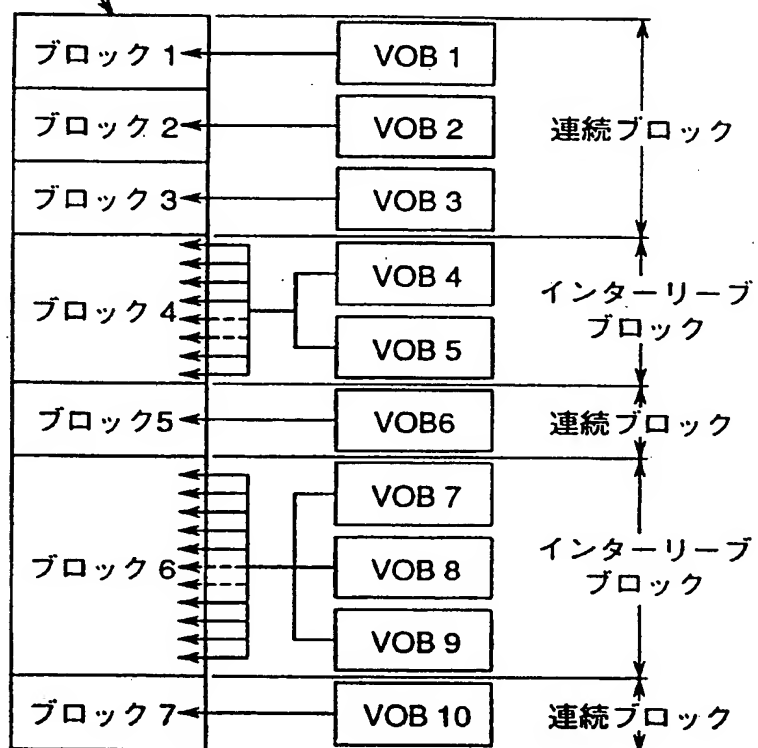 ブロック 1
VOB 1
ブロック 2
VOB 2
連続ブロック
ブロック 3
VOB 3
ブロック 4
VOB 4
VOB 5
インターリーブ
ブロック
ブロック5
VOB6
連続ブロック
ブロック 6
VOB 7
VOB 8
VOB 9
インターリーブ
ブロック
ブロック 7
VOB 10
連続ブロック